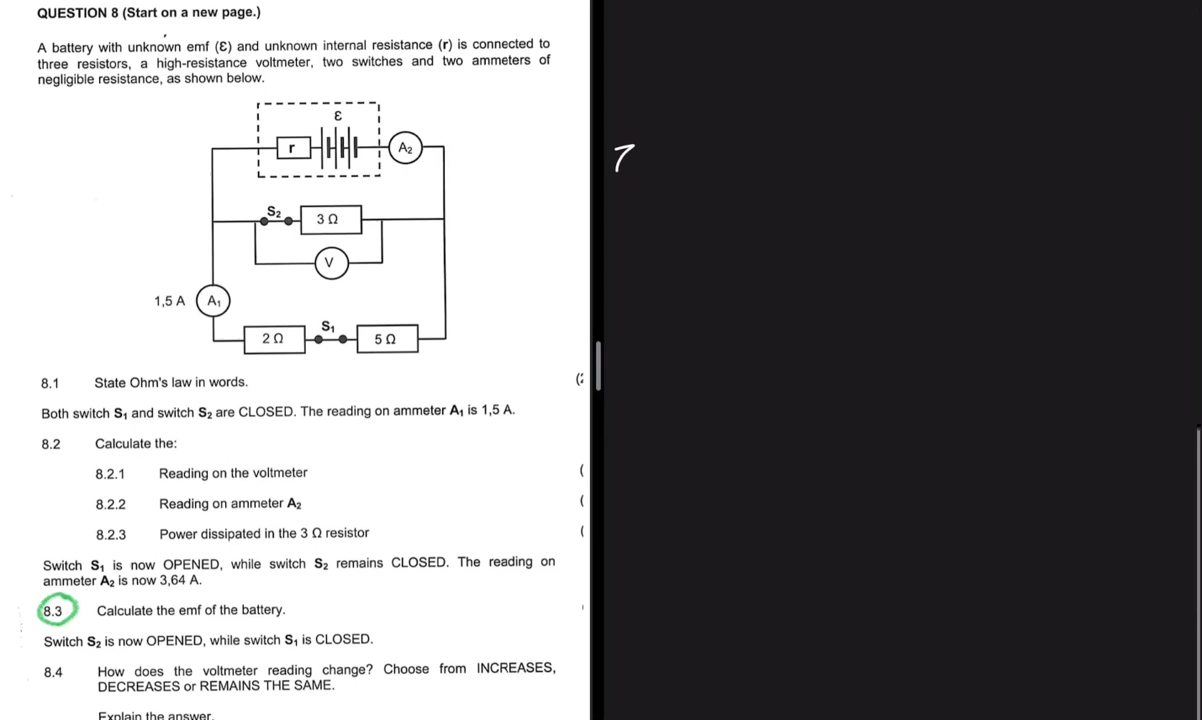 QUESTION 8 (Start on a new page.)
A battery with unknown emf (Ɛ) and unknown internal resistance (r) is connected to
three resistors, a high-resistance voltmeter, two switches and two ammeters of
negligible resistance, as shown below.
Ɛ
r
A₂
S₂
3 Ω
V
1,5 A
A₁
S₁
2 Ω
5 Ω
8.1 State Ohm's law in words. (2
Both switch S₁ and switch S₂ are CLOSED. The reading on ammeter A₁ is 1,5 A.
8.2 Calculate the:
8.2.1 Reading on the voltmeter (
8.2.2 Reading on ammeter A₂ (
8.2.3 Power dissipated in the 3 Ω resistor (
Switch S₁ is now OPENED, while switch S₂ remains CLOSED. The reading on
ammeter A₂ is now 3,64 A.
8.3 Calculate the emf of the battery.
Switch S₂ is now OPENED, while switch S₁ is CLOSED.
8.4 How does the voltmeter reading change? Choose from INCREASES,
DECREASES or REMAINS THE SAME.
Explain the answer.